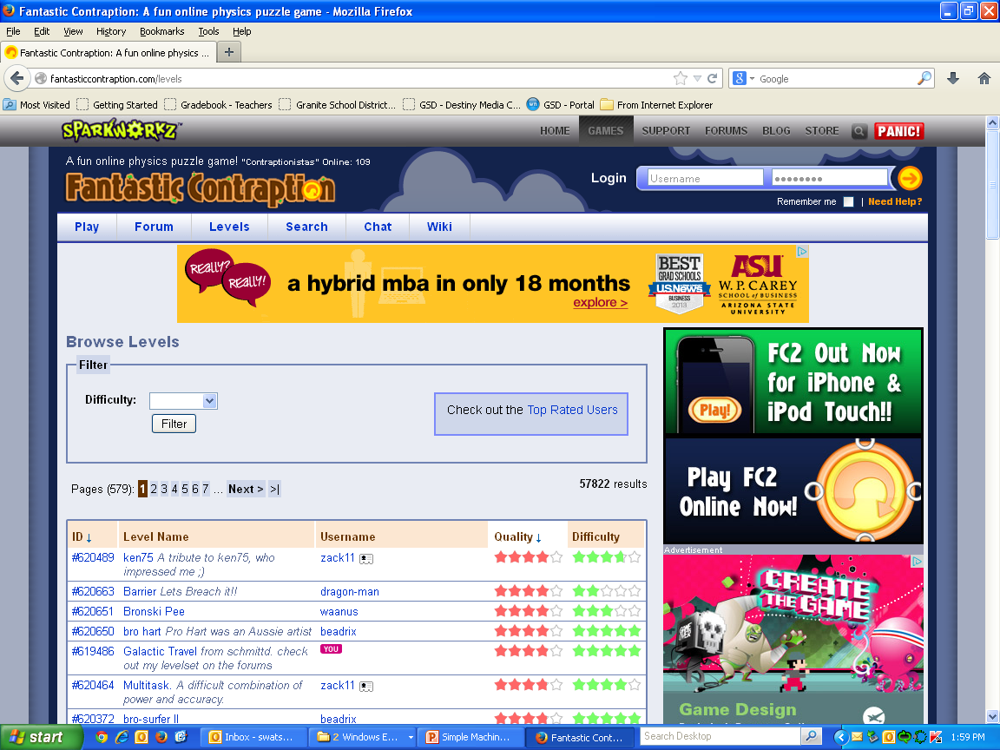 Fantastic Contraption: A fun online physics puzzle game - Mozilla Firefox
File Edit View History Bookmarks Tools Help
Fantastic Contraption: A fun online physics ... +
fantasticcontraption.com/levels Google
Most Visited Getting Started Gradebook - Teachers Granite School District... GSD - Destiny Media C... GSD - Portal From Internet Explorer
SPARKWORKZ™ HOME GAMES SUPPORT FORUMS BLOG STORE PANIC!
A fun online physics puzzle game! "Contraptionistas" Online: 109
Fantastic Contraption
Login Username ●●●●●●●●
Remember me | Need Help?
Play Forum Levels Search Chat Wiki
REALLY? REALLY!
a hybrid mba in only 18 months
explore >
BEST
GRAD SCHOOLS
U.S.News
BUSINESS
2013
ASU
W. P. CAREY
SCHOOL OF BUSINESS
ARIZONA STATE
UNIVERSITY
Browse Levels
Filter
Difficulty:
Filter
Check out the Top Rated Users
FC2 Out Now
for iPhone &
iPod Touch!!
Play!
Play FC2
Online Now!
Pages (579): 1 2 3 4 5 6 7 ... Next > >|
57822 results
ID ↓ Level Name Username Quality ↓ Difficulty
#620489 ken75 A tribute to ken75, who zack11
impressed me ;)
#620663 Barrier Lets Breach it!! dragon-man
#620651 Bronski Pee waanus
#620650 bro hart Pro Hart was an Aussie artist beadrix
#619486 Galactic Travel from schmittd. check YOU
out my levelset on the forums
#620464 Multitask. A difficult combination of zack11
power and accuracy.
#620372 bro-surfer II beadrix
Advertisement
CREATE
THE GAME
GAME OVER
Game Design
start Inbox - swats... 2 Windows E... Simple Machin... Fantastic Cont... Search Desktop 1:59 PM